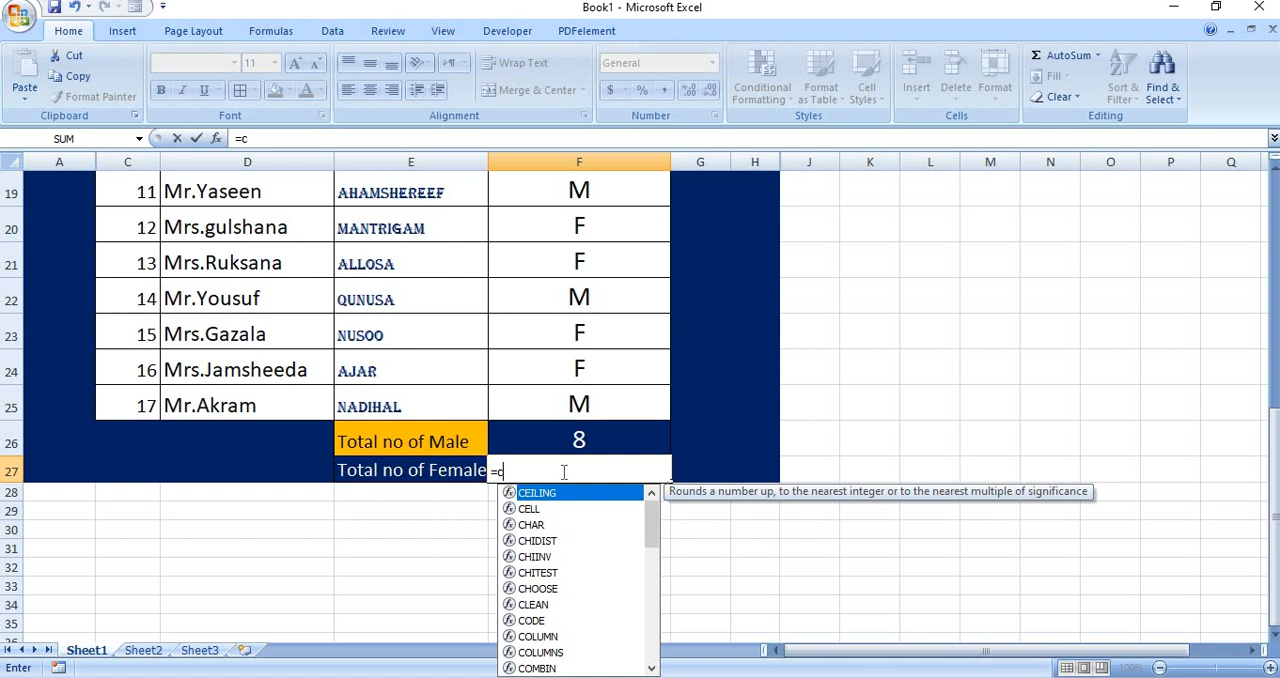 Book1 - Microsoft Excel
Home Insert Page Layout Formulas Data Review View Developer PDFelement
Cut
Copy
Format Painter
Paste
Clipboard
11
B I U
Font
Wrap Text
Merge & Center
Alignment
General
$ % ,
Number
Conditional Formatting
Format as Table
Cell Styles
Styles
Insert Delete Format
Cells
Σ AutoSum
Fill
Clear
Sort & Filter
Find & Select
Editing
SUM fx =c
A C D E F G H J K L M N O P Q
19 11 Mr.Yaseen AHAMSHEREEF M
20 12 Mrs.gulshana MANTRIGAM F
21 13 Mrs.Ruksana ALLOSA F
22 14 Mr.Yousuf QUNUSA M
23 15 Mrs.Gazala NUSOO F
24 16 Mrs.Jamsheeda AJAR F
25 17 Mr.Akram NADIHAL M
26 Total no of Male 8
27 Total no of Female =c
28
29
30
31
32
33
34
35
CEILING
CELL
CHAR
CHIDIST
CHIINV
CHITEST
CHOOSE
CLEAN
CODE
COLUMN
COLUMNS
COMBIN
Rounds a number up, to the nearest integer or to the nearest multiple of significance
Sheet1 Sheet2 Sheet3
Enter 100%